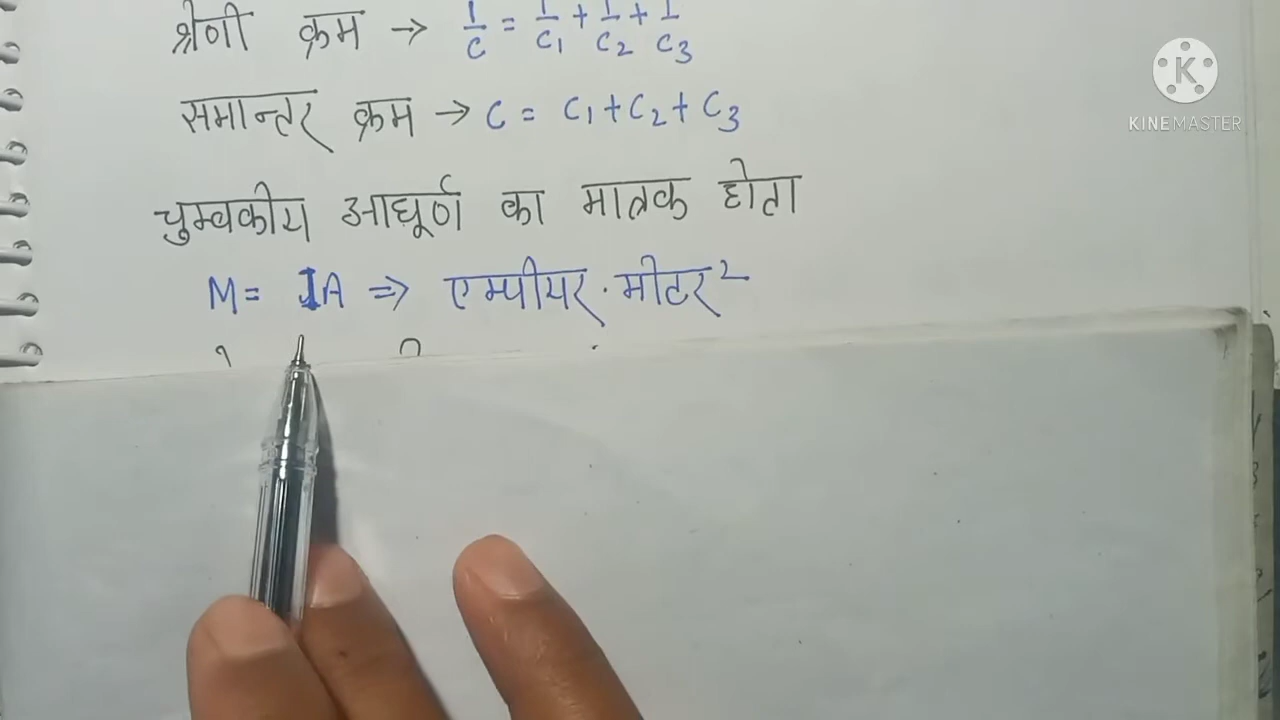 श्रेणी क्रम → 1/C = 1/C₁ + 1/C₂ + 1/C₃
समान्तर क्रम → C = C₁ + C₂ + C₃
चुम्वकीय आघूर्ण का मात्रक होता
M = IA ⇒ एम्पीयर . मीटर²
K
KINEMASTER